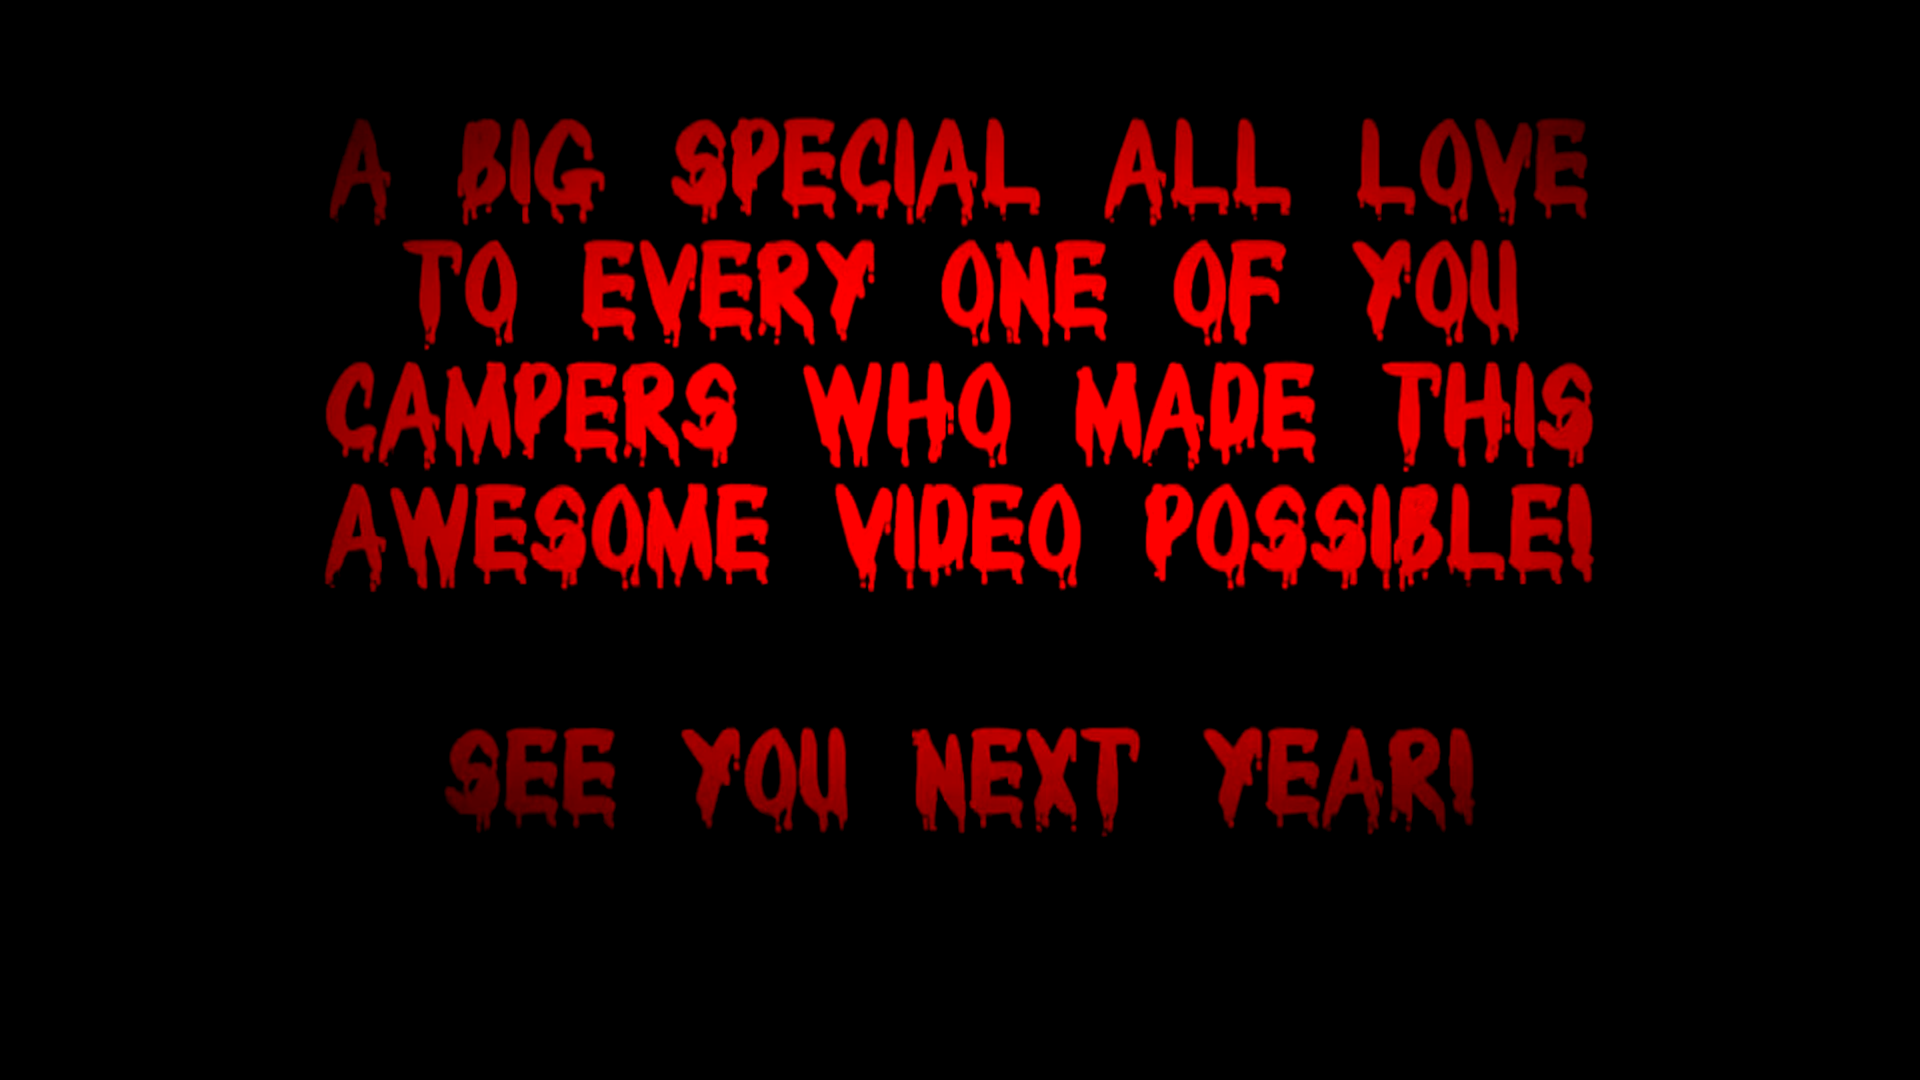 A BIG SPECIAL ALL LOVE
TO EVERY ONE OF YOU
CAMPERS WHO MADE THIS
AWESOME VIDEO POSSIBLE!
SEE YOU NEXT YEAR!